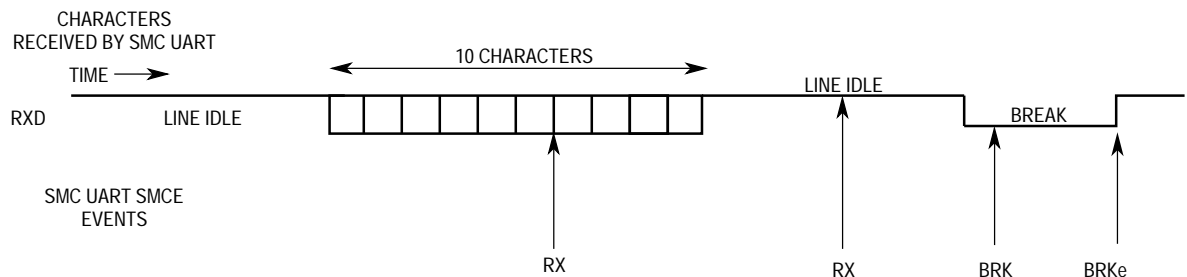 CHARACTERS
RECEIVED BY SMC UART
TIME
10 CHARACTERS
LINE IDLE
RXD
LINE IDLE
BREAK
SMC UART SMCE
EVENTS
RX
RX
BRK
BRKe